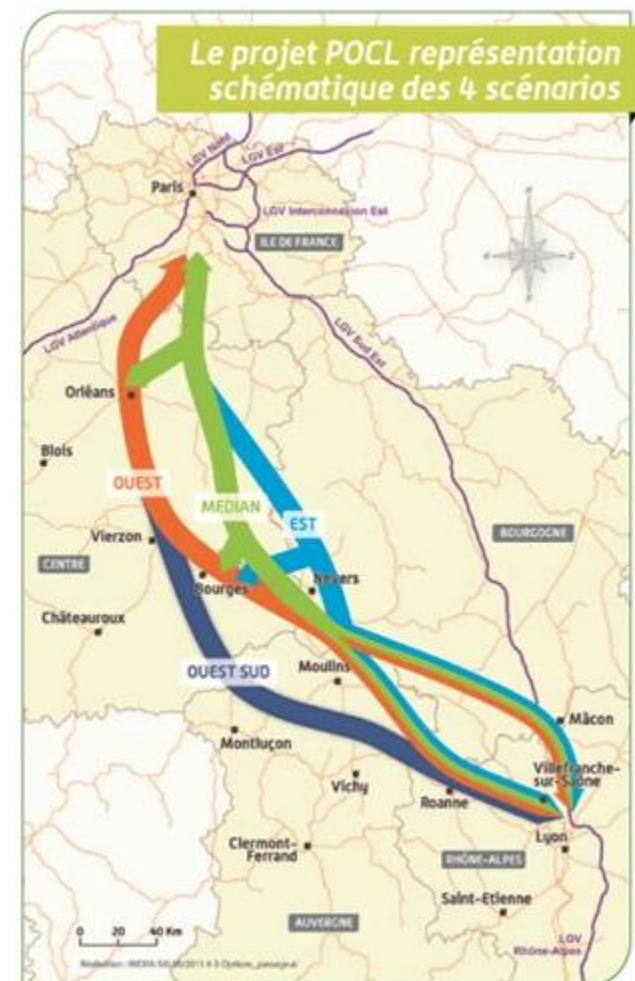 Le projet POCL représentation
schématique des 4 scénarios
LGV Nord
LGV Est
Paris
LGV Interconnexion Est
ILE DE FRANCE
LGV Atlantique
LGV Sud Est
Orléans
Blois
OUEST
MEDIAN
EST
BOURGOGNE
Vierzon
CENTRE
Bourges
Nevers
Châteauroux
OUEST SUD
Moulins
Mâcon
Montluçon
Villefranche-
sur-Saône
Vichy
Roanne
Clermont-
Ferrand
Lyon
RHÔNE-ALPES
Saint-Etienne
AUVERGNE
LGV
Rhône-Alpes
0 20 40 Km